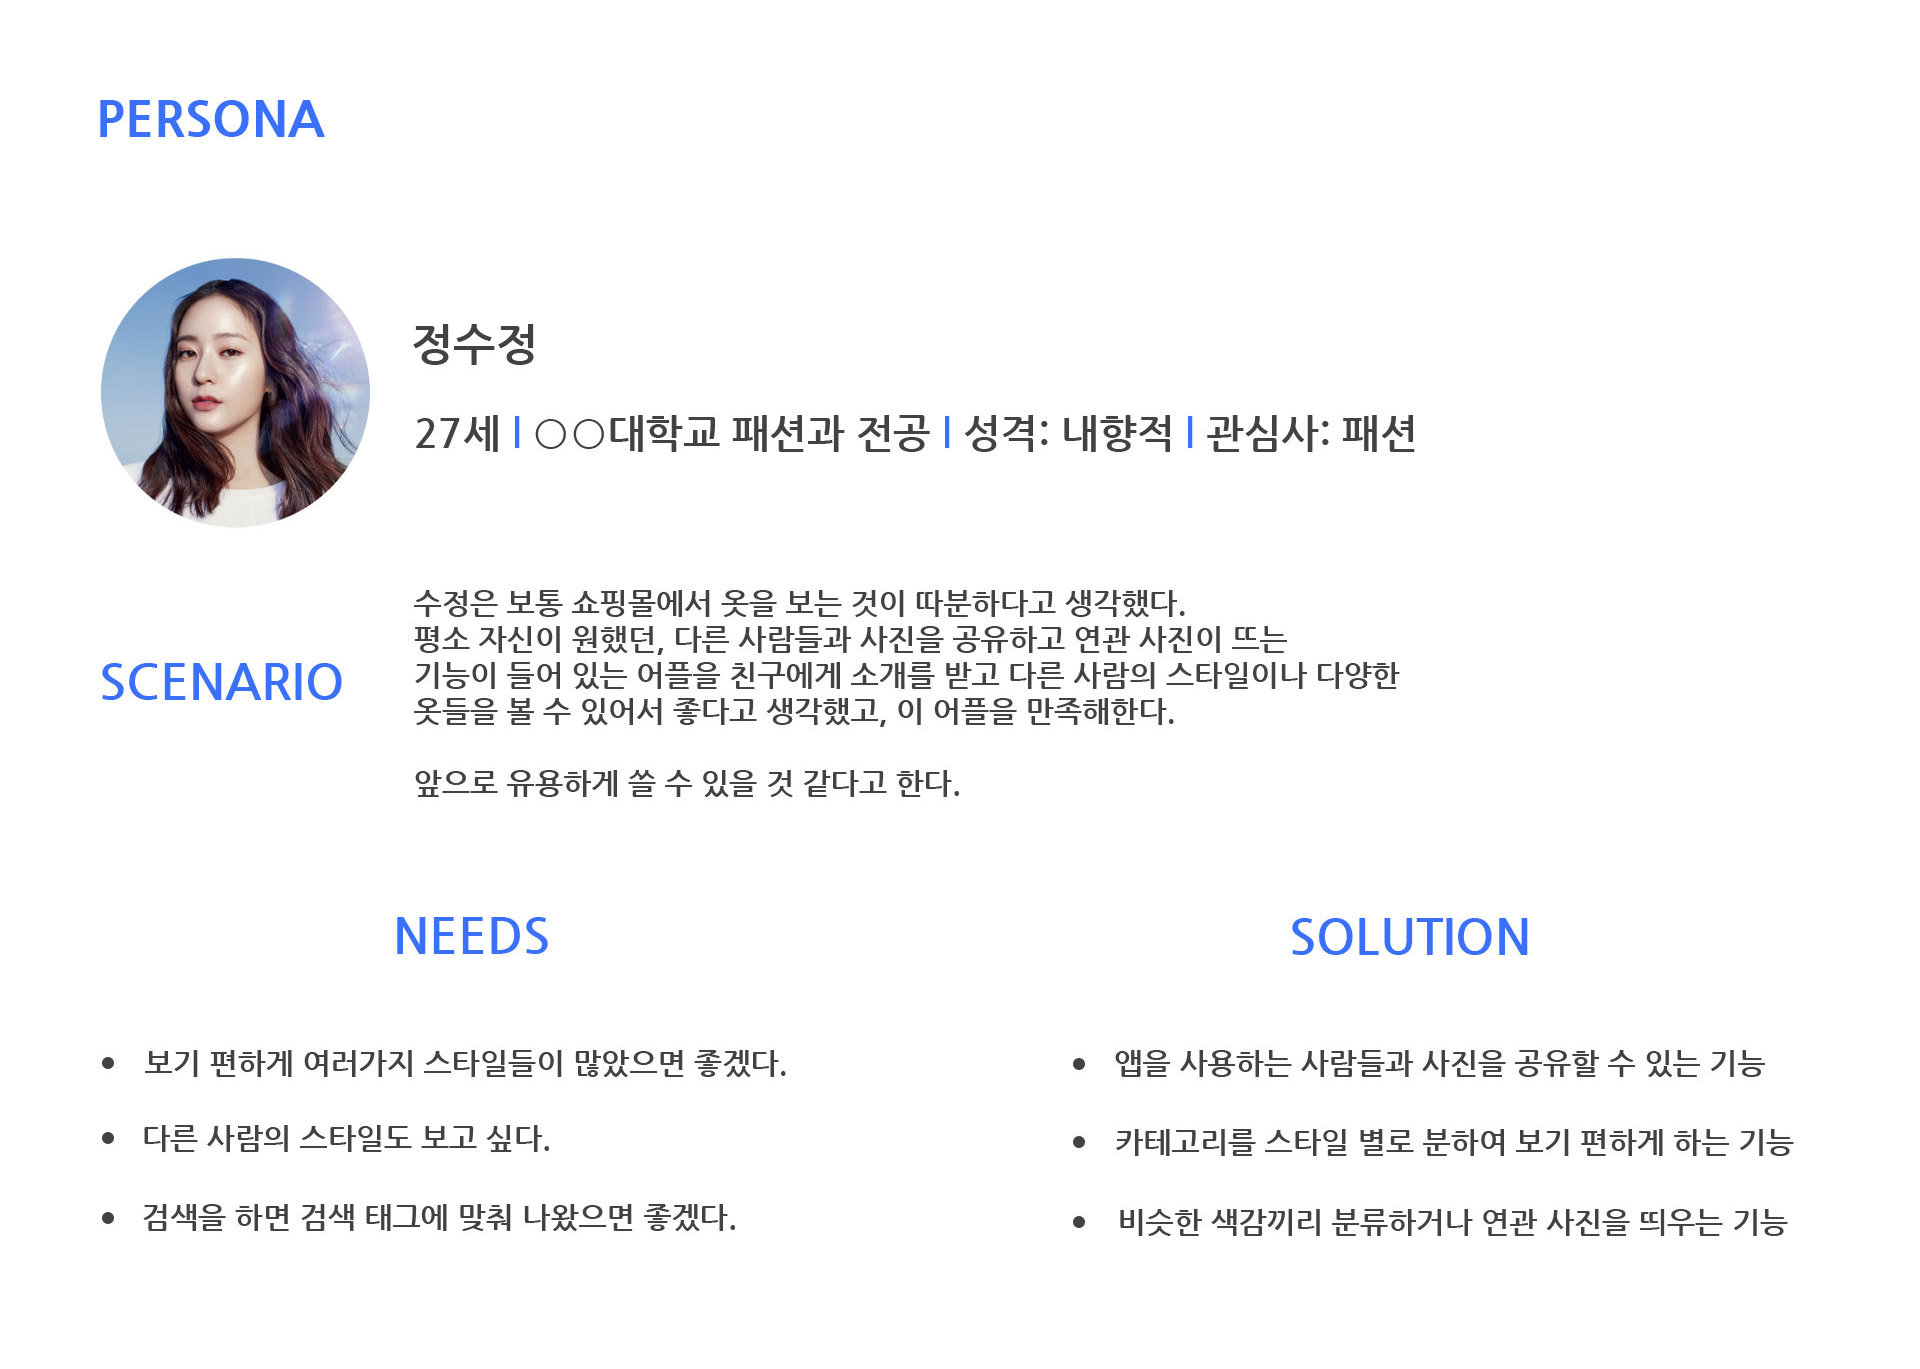 PERSONA
정수정
27세 | ○○대학교 패션과 전공 | 성격: 내향적 | 관심사: 패션
SCENARIO
수정은 보통 쇼핑몰에서 옷을 보는 것이 따분하다고 생각했다.
평소 자신이 원했던, 다른 사람들과 사진을 공유하고 연관 사진이 뜨는
기능이 들어 있는 어플을 친구에게 소개를 받고 다른 사람의 스타일이나 다양한
옷들을 볼 수 있어서 좋다고 생각했고, 이 어플을 만족해한다.
앞으로 유용하게 쓸 수 있을 것 같다고 한다.
NEEDS
• 보기 편하게 여러가지 스타일들이 많았으면 좋겠다.
• 다른 사람의 스타일도 보고 싶다.
• 검색을 하면 검색 태그에 맞춰 나왔으면 좋겠다.
SOLUTION
• 앱을 사용하는 사람들과 사진을 공유할 수 있는 기능
• 카테고리를 스타일 별로 분하여 보기 편하게 하는 기능
• 비슷한 색감끼리 분류하거나 연관 사진을 띄우는 기능